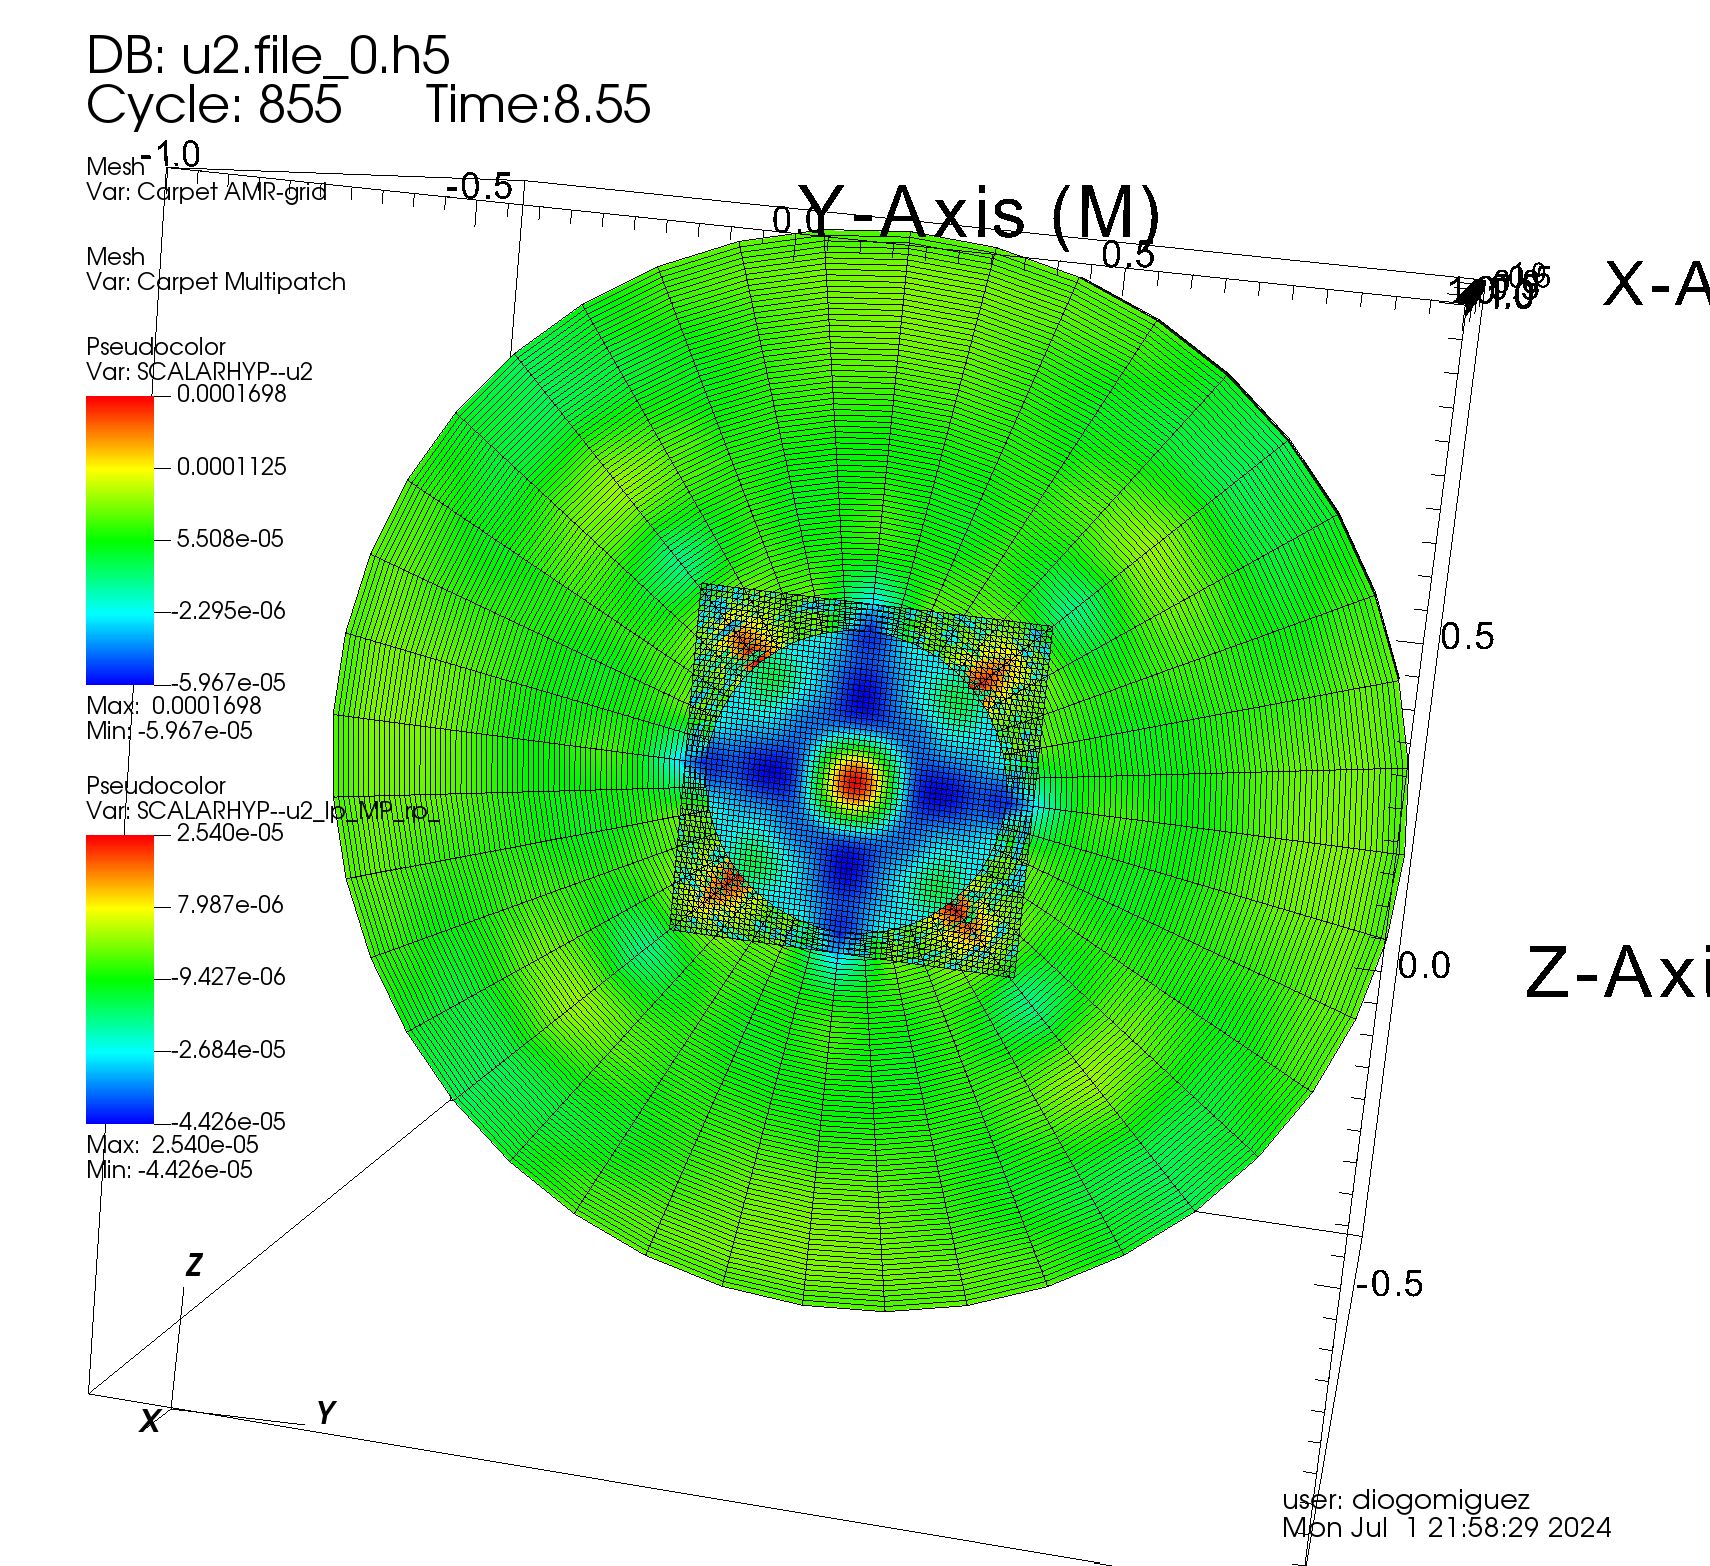 DB: u2.file_0.h5
Cycle: 855 Time:8.55
Mesh
Var: Carpet AMR-grid
Mesh
Var: Carpet Multipatch
Pseudocolor
Var: SCALARHYP--u2
0.0001698
0.0001125
5.508e-05
-2.295e-06
-5.967e-05
Max: 0.0001698
Min: -5.967e-05
Pseudocolor
Var: SCALARHYP--u2_lp_MP_rp_
2.540e-05
7.987e-06
-9.427e-06
-2.684e-05
-4.426e-05
Max: 2.540e-05
Min: -4.426e-05
-1.0
-0.5
0.0
Y-Axis (M)
0.5
X-A
0.5
0.0
Z-Axi
-0.5
Z
X
Y
user: diogomiguez
Mon Jul 1 21:58:29 2024